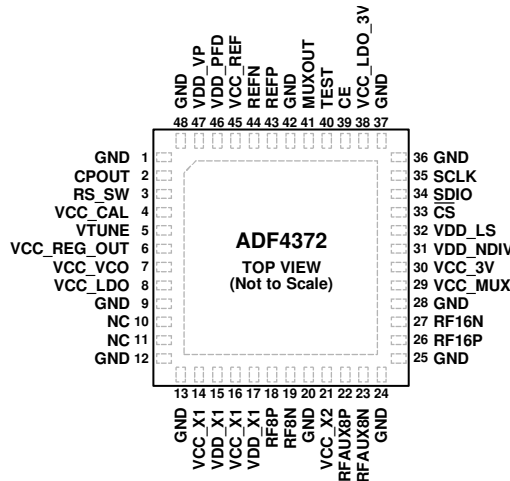 GND 48
VDD_VP 47
VDD_PFD 46
VCC_REF 45
REFN 44
REFP 43
GND 42
MUXOUT 41
TEST 40
CE 39
VCC_LDO_3V 38
GND 37
GND 1
CPOUT 2
RS_SW 3
VCC_CAL 4
VTUNE 5
VCC_REG_OUT 6
VCC_VCO 7
VCC_LDO 8
GND 9
NC 10
NC 11
GND 12
ADF4372
TOP VIEW
(Not to Scale)
36 GND
35 SCLK
34 SDIO
33 CS
32 VDD_LS
31 VDD_NDIV
30 VCC_3V
29 VCC_MUX
28 GND
27 RF16N
26 RF16P
25 GND
13 GND
14 VCC_X1
15 VDD_X1
16 VCC_X1
17 VDD_X1
18 RF8P
19 RF8N
20 GND
21 VCC_X2
22 RFAUX8P
23 RFAUX8N
24 GND